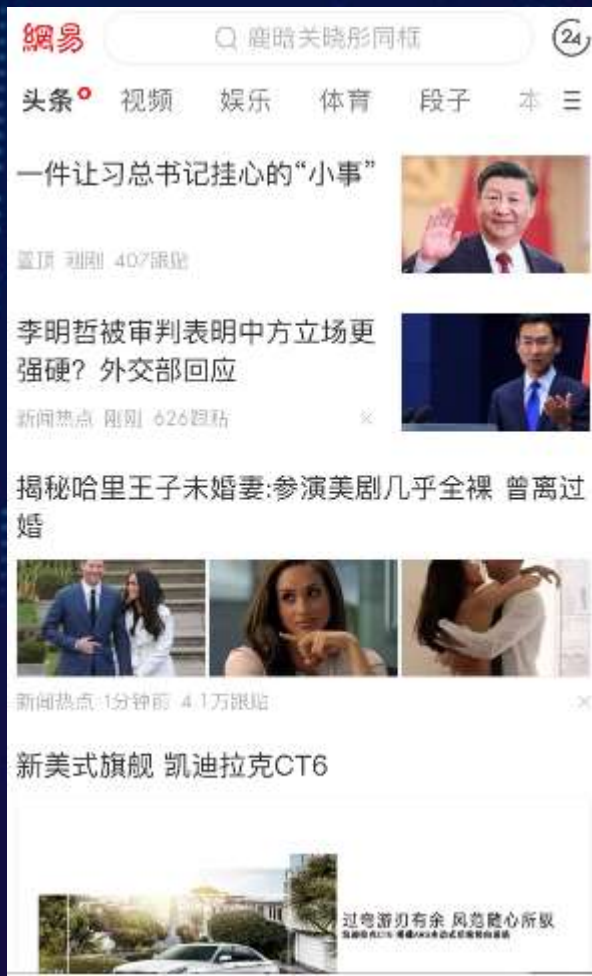 網易
鹿晗关晓彤同框
24
头条 视频 娱乐 体育 段子 本
一件让习总书记挂心的“小事”
置顶 刚刚 407跟贴
李明哲被审判表明中方立场更
强硬？外交部回应
新闻热点 刚刚 626跟贴
揭秘哈里王子未婚妻:参演美剧几乎全裸 曾离过
婚
新闻热点 1分钟前 4.1万跟贴
新美式旗舰 凯迪拉克CT6
过弯游刃有余 风范随心所驭